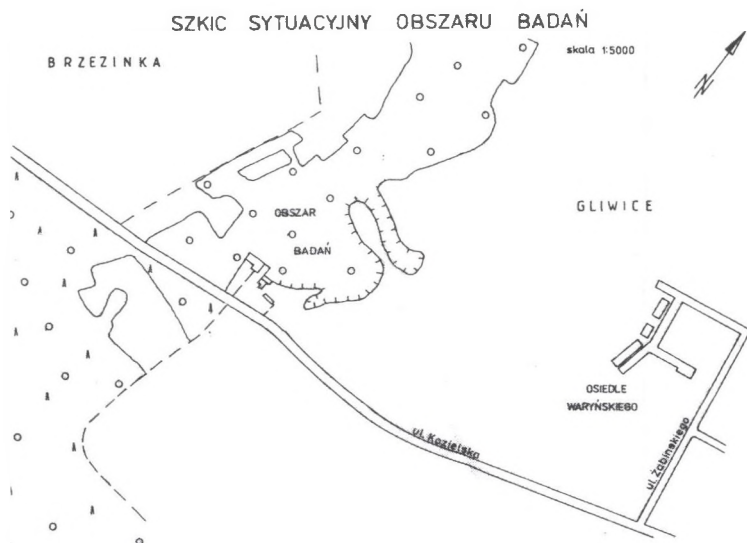 SZKIC SYTUACYJNY OBSZARU BADAŃ
skala 1:5000
BRZEZINKA
N
GLIWICE
OBSZAR
BADAŃ
OSIEDLE
WARYŃSKIEGO
ul. Kozielska
ul. Żabińskiego